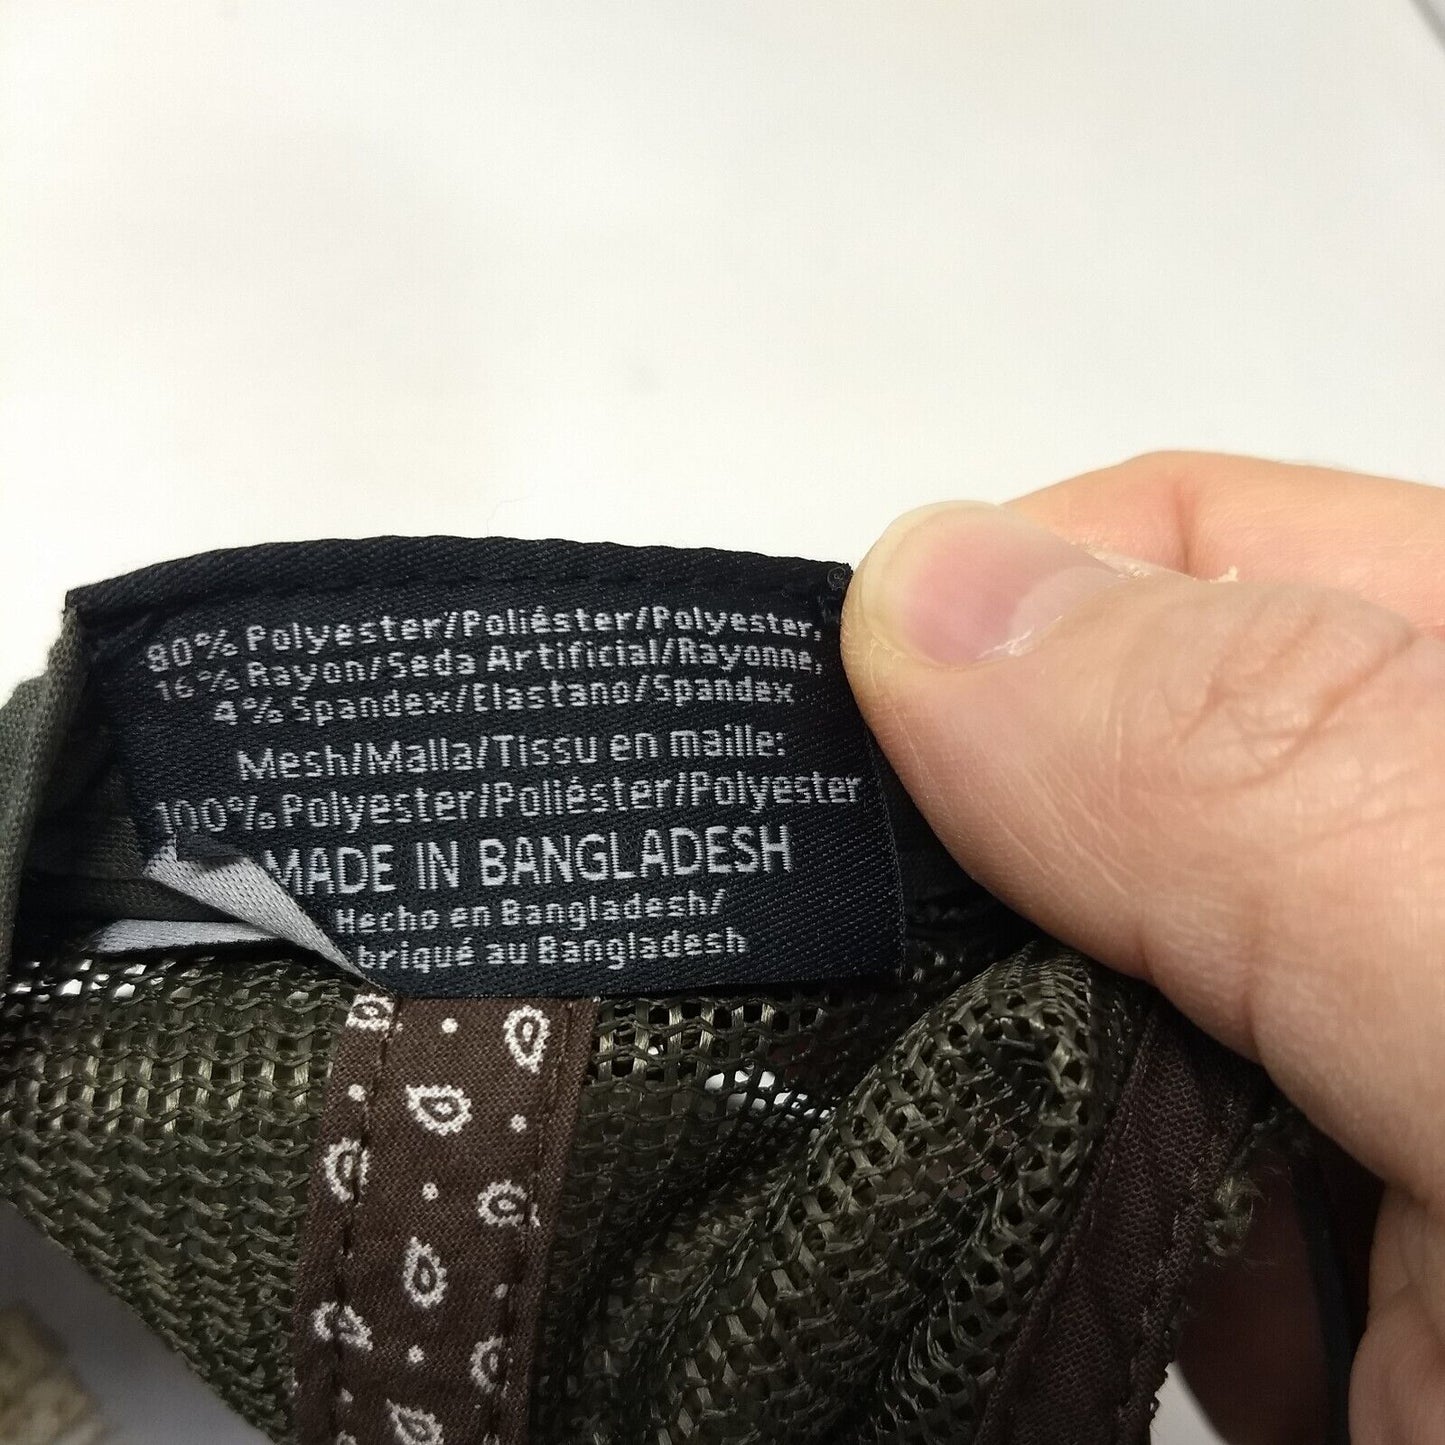 80% Polyester/Poliéster/Polyester,
16% Rayon/Seda Artificial/Rayonne,
4% Spandex/Elastano/Spandex
Mesh/Malla/Tissu en maille:
100% Polyester/Poliéster/Polyester
MADE IN BANGLADESH
Hecho en Bangladesh/
briqué au Bangladesh